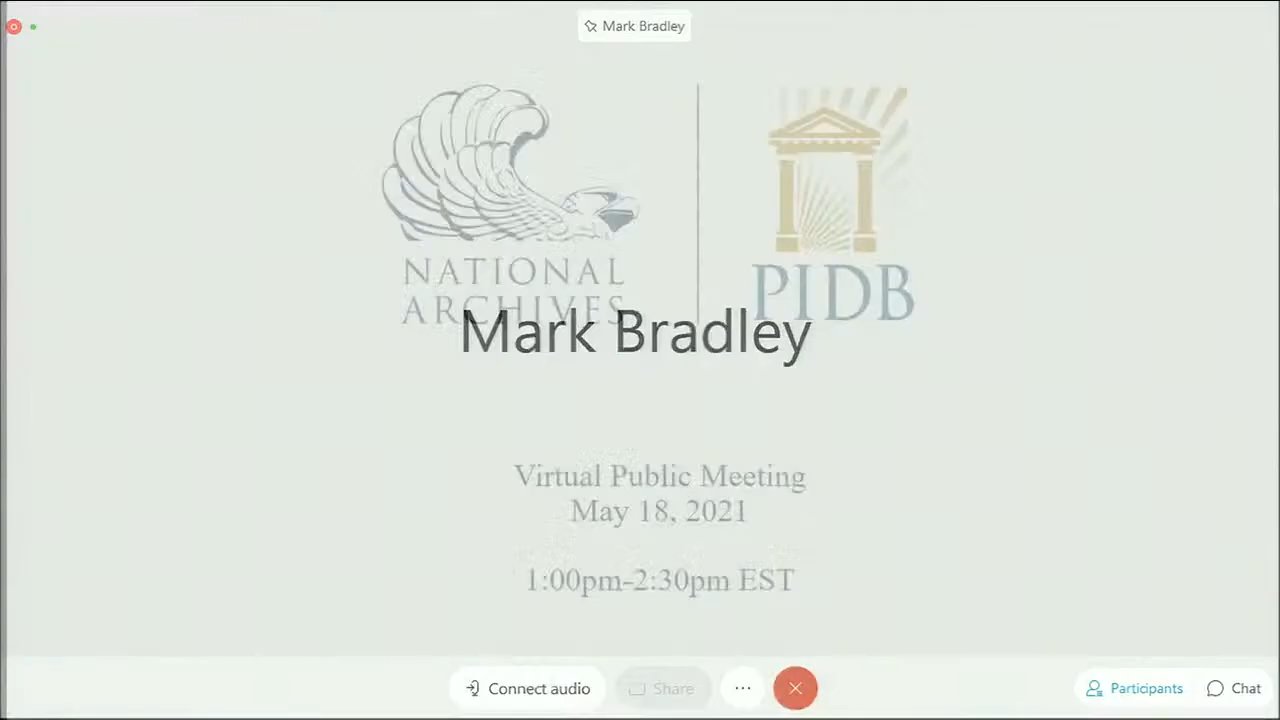 Mark Bradley
NATIONAL
ARCHIVES
PIDB
Mark Bradley
Virtual Public Meeting
May 18, 2021
1:00pm-2:30pm EST
Connect audio
Share
Participants
Chat